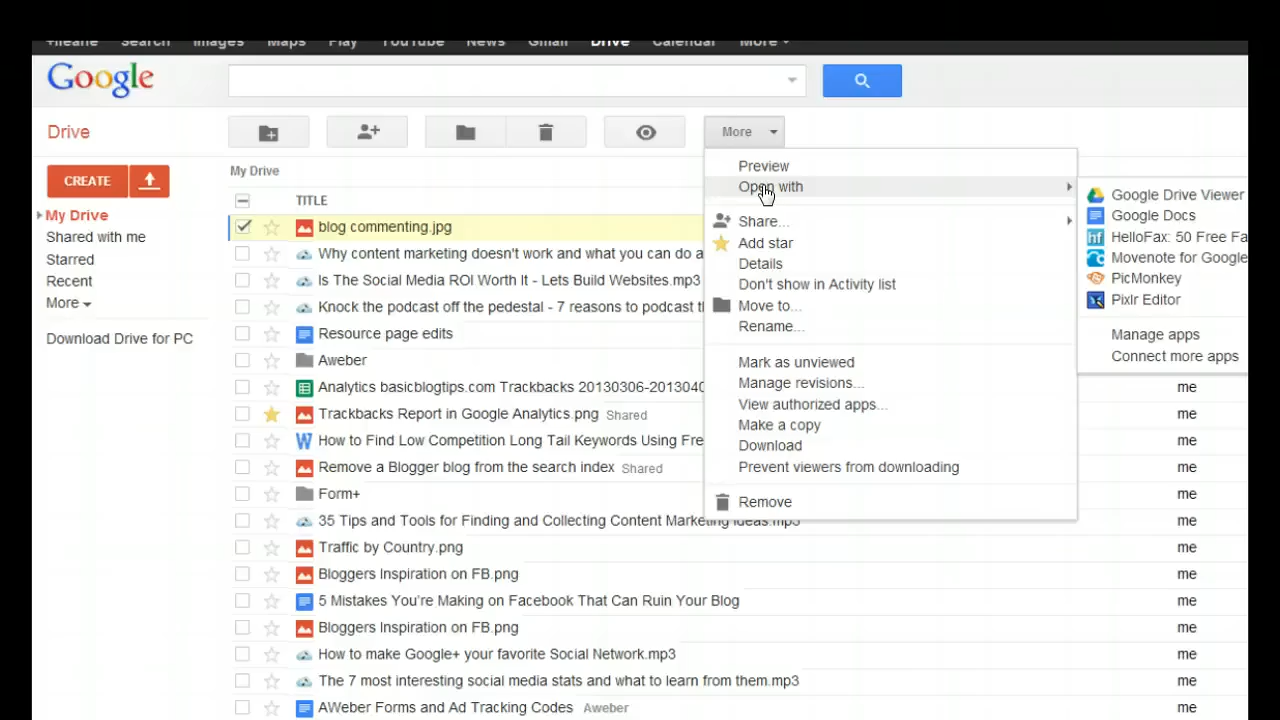 +Ileane Search Images Maps Play YouTube News Gmail Drive Calendar More
Google
Drive
More
CREATE
My Drive
Shared with me
Starred
Recent
More
Download Drive for PC
My Drive
TITLE
blog commenting.jpg
Why content marketing doesn't work and what you can do a
Is The Social Media ROI Worth It - Lets Build Websites.mp3
Knock the podcast off the pedestal - 7 reasons to podcast t
Resource page edits
Aweber
Analytics basicblogtips.com Trackbacks 20130306-2013040 me
Trackbacks Report in Google Analytics.png Shared me
How to Find Low Competition Long Tail Keywords Using Fre me
Remove a Blogger blog from the search index Shared me
Form+ me
35 Tips and Tools for Finding and Collecting Content Marketing Ideas.mp3 me
Traffic by Country.png me
Bloggers Inspiration on FB.png me
5 Mistakes You're Making on Facebook That Can Ruin Your Blog me
Bloggers Inspiration on FB.png me
How to make Google+ your favorite Social Network.mp3 me
The 7 most interesting social media stats and what to learn from them.mp3 me
AWeber Forms and Ad Tracking Codes Aweber me
Preview
Open with
Share...
Add star
Details
Don't show in Activity list
Move to...
Rename...
Mark as unviewed
Manage revisions...
View authorized apps...
Make a copy
Download
Prevent viewers from downloading
Remove
Google Drive Viewer
Google Docs
HelloFax: 50 Free Fa
Movenote for Google
PicMonkey
Pixlr Editor
Manage apps
Connect more apps